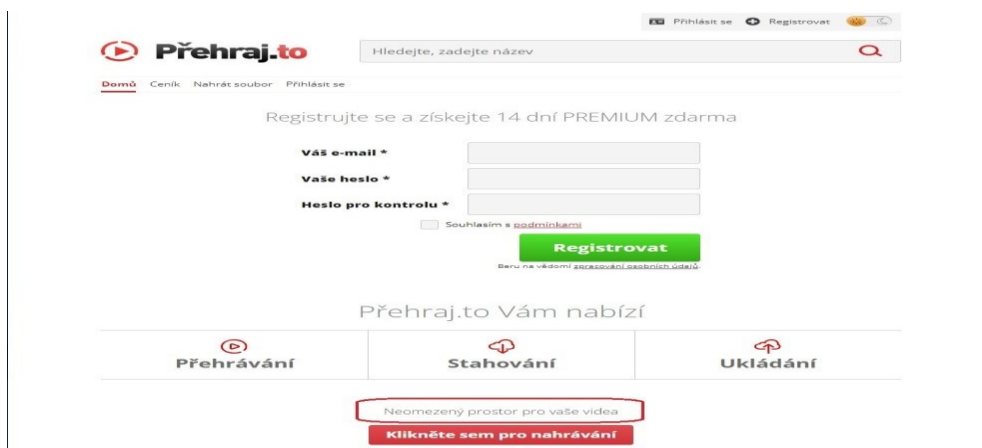 Přihlásit se Registrovat
Přehraj.to
Hledejte, zadejte název
Domů Ceník Nahrát soubor Přihlásit se
Registrujte se a získejte 14 dní PREMIUM zdarma
Váš e-mail *
Vaše heslo *
Heslo pro kontrolu *
Souhlasím s podmínkami
Registrovat
Beru na vědomí zpracování osobních údajů.
Přehraj.to Vám nabízí
Přehrávání Stahování Ukládání
Neomezený prostor pro vaše videa
Klikněte sem pro nahrávání